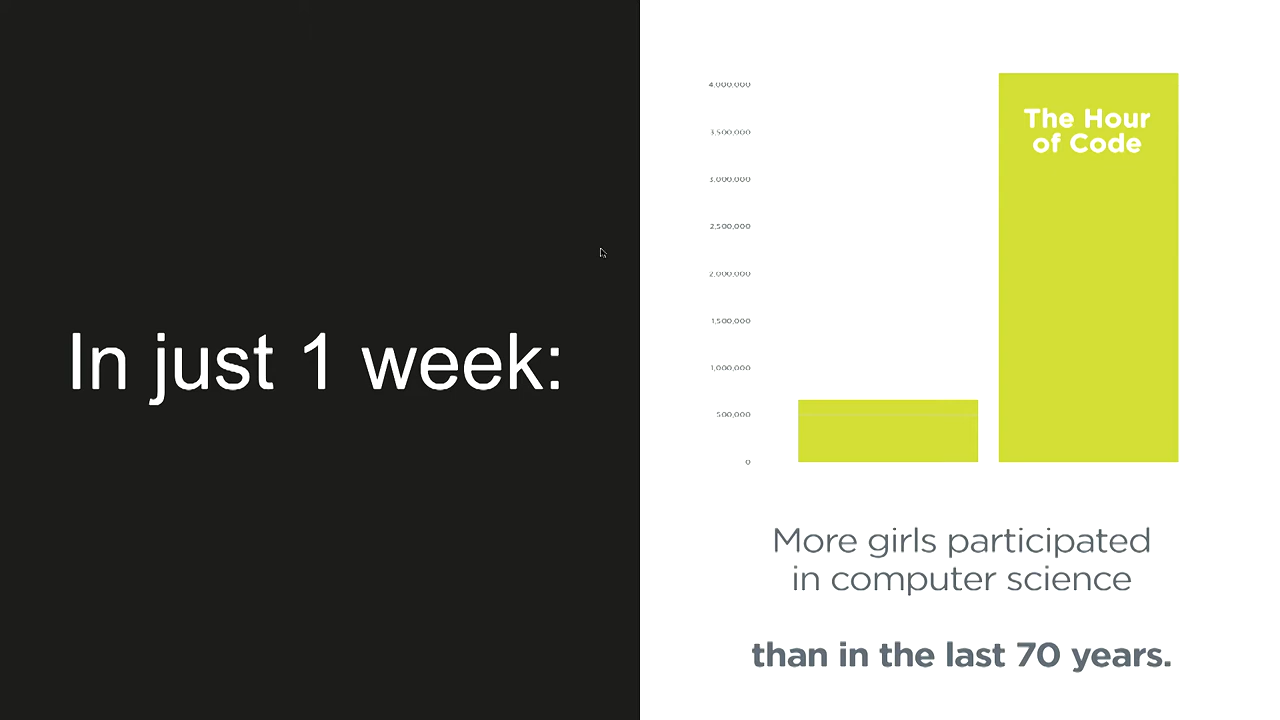 In just 1 week:
4,000,000
3,500,000
3,000,000
2,500,000
2,000,000
1,500,000
1,000,000
500,000
0
The Hour
of Code
More girls participated
in computer science
than in the last 70 years.